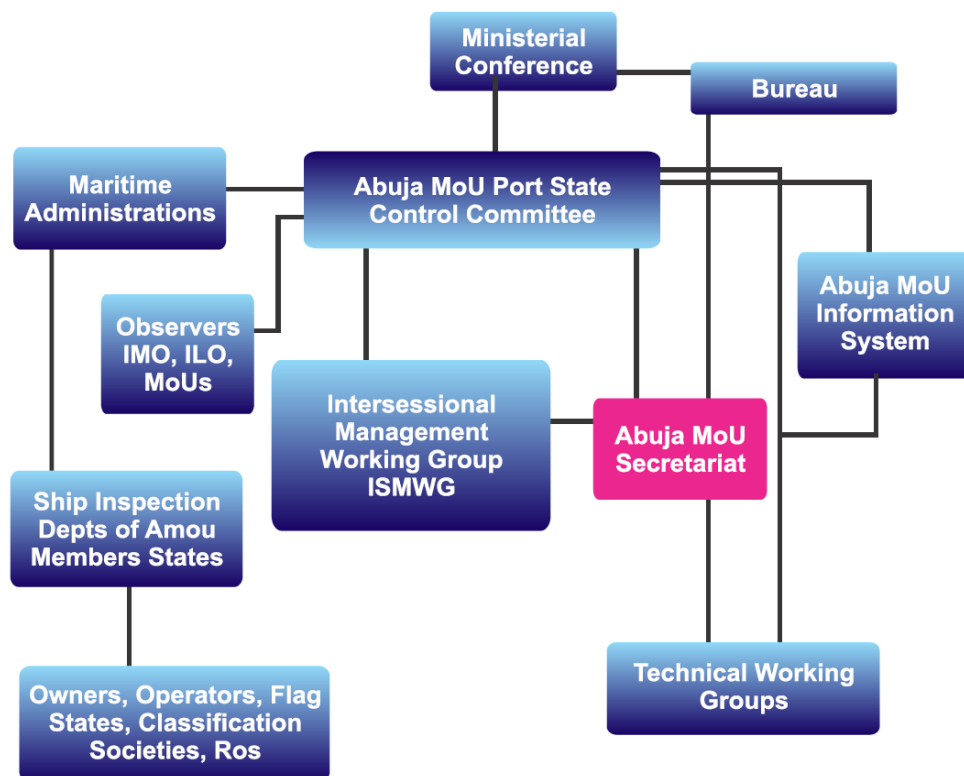 Ministerial
Conference
Bureau
Maritime
Administrations
Abuja MoU Port State
Control Committee
Observers
IMO, ILO,
MoUs
Abuja MoU
Information
System
Intersessional
Management
Working Group
ISMWG
Abuja MoU
Secretariat
Ship Inspection
Depts of Amou
Members States
Owners, Operators, Flag
States, Classification
Societies, Ros
Technical Working
Groups